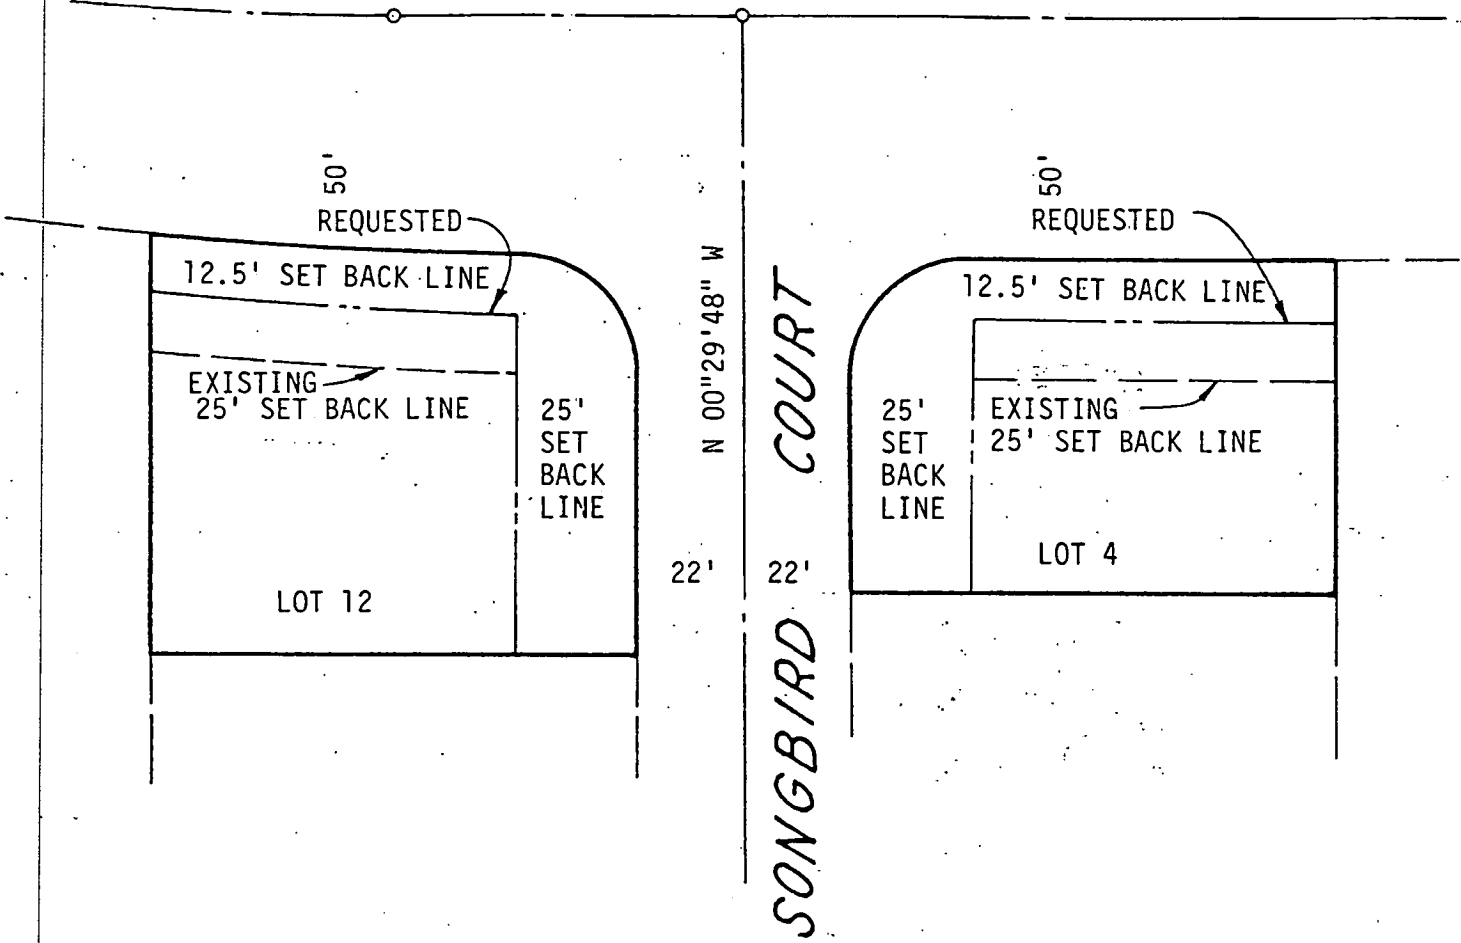 50'
REQUESTED
12.5' SET BACK LINE
EXISTING
25' SET BACK LINE
25'
SET
BACK
LINE
LOT 12
22'
N 00"29'48" W
SONGBIRD COURT
22'
50'
REQUESTED
12.5' SET BACK LINE
EXISTING
25' SET BACK LINE
25'
SET
BACK
LINE
LOT 4